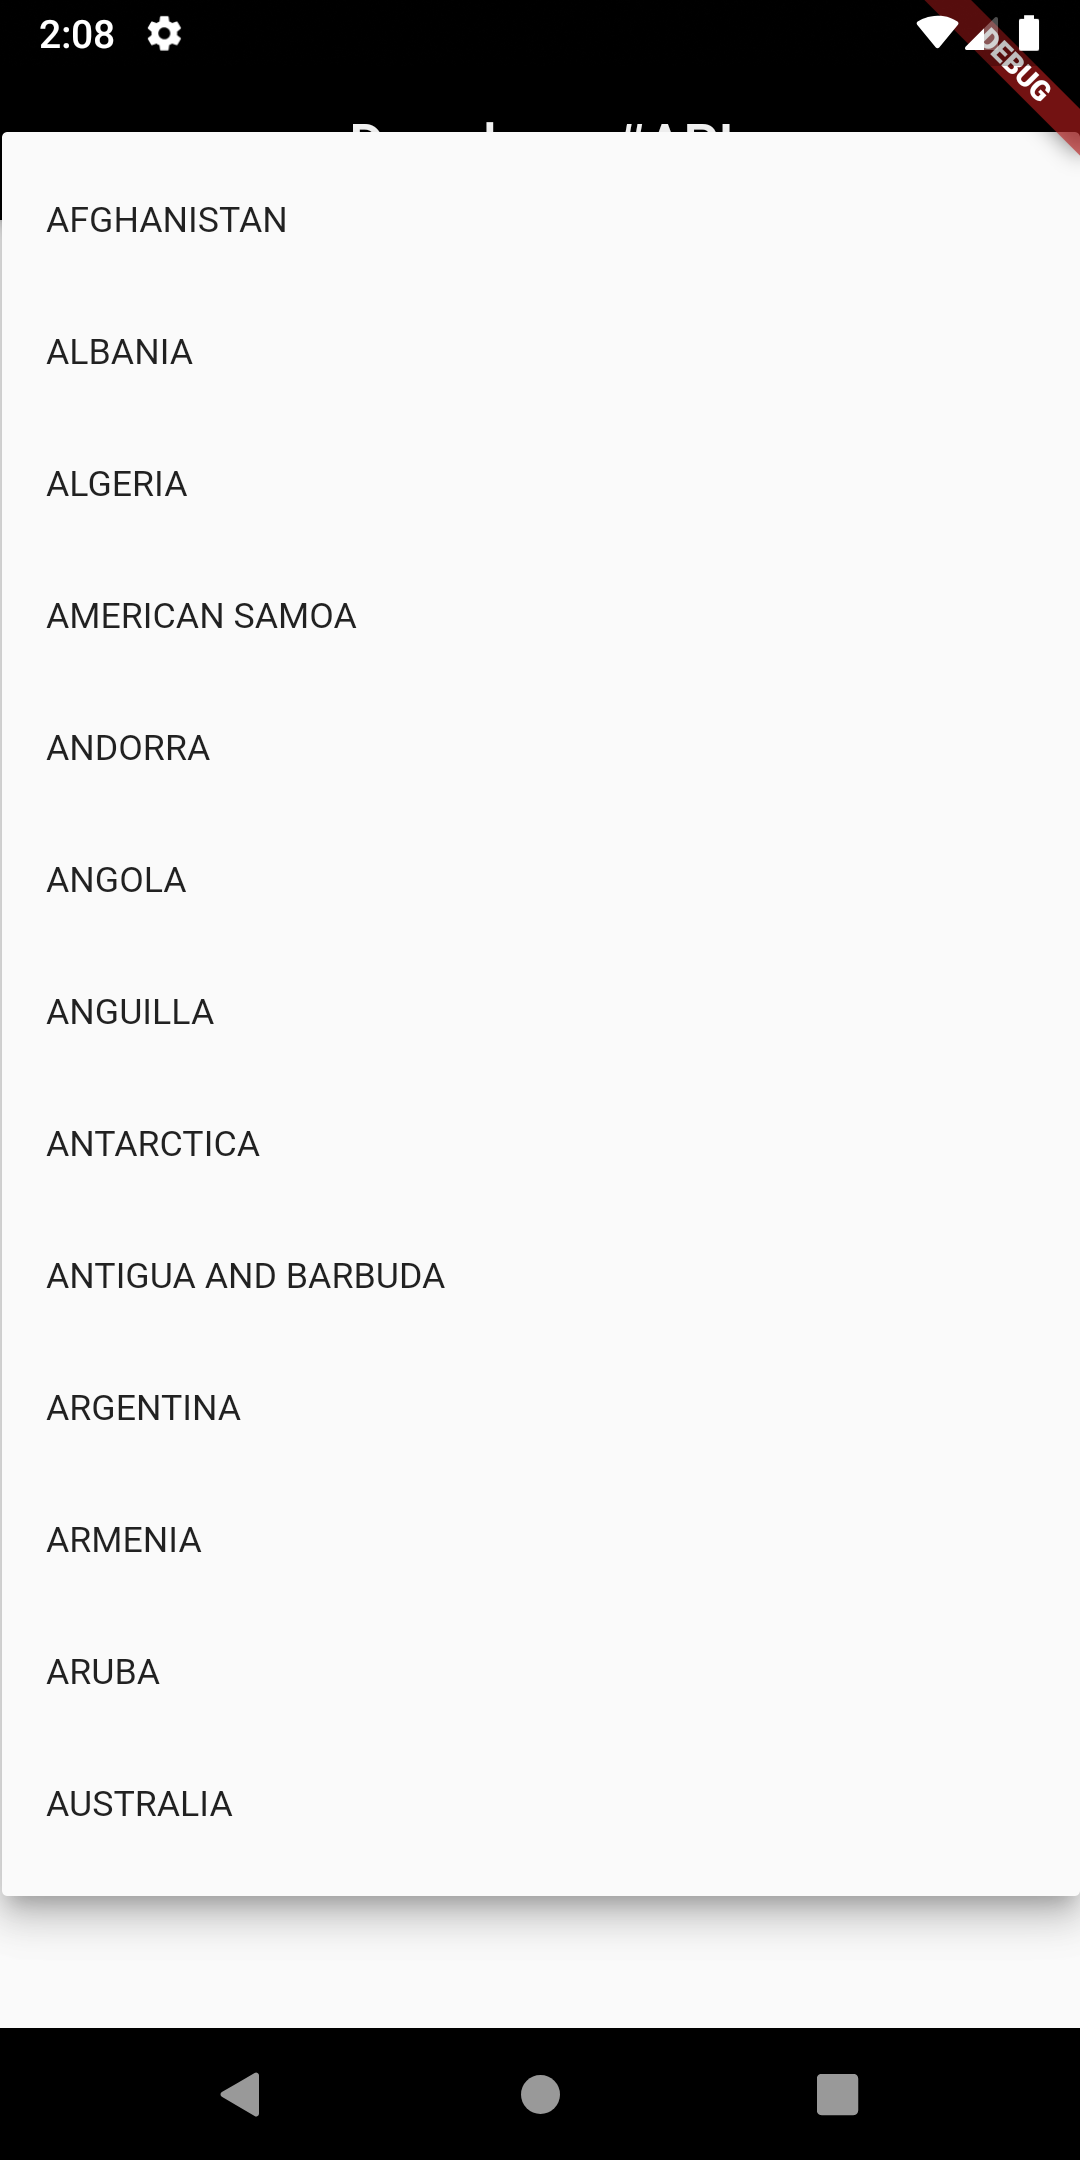 2:08
DEBUG
AFGHANISTAN
ALBANIA
ALGERIA
AMERICAN SAMOA
ANDORRA
ANGOLA
ANGUILLA
ANTARCTICA
ANTIGUA AND BARBUDA
ARGENTINA
ARMENIA
ARUBA
AUSTRALIA